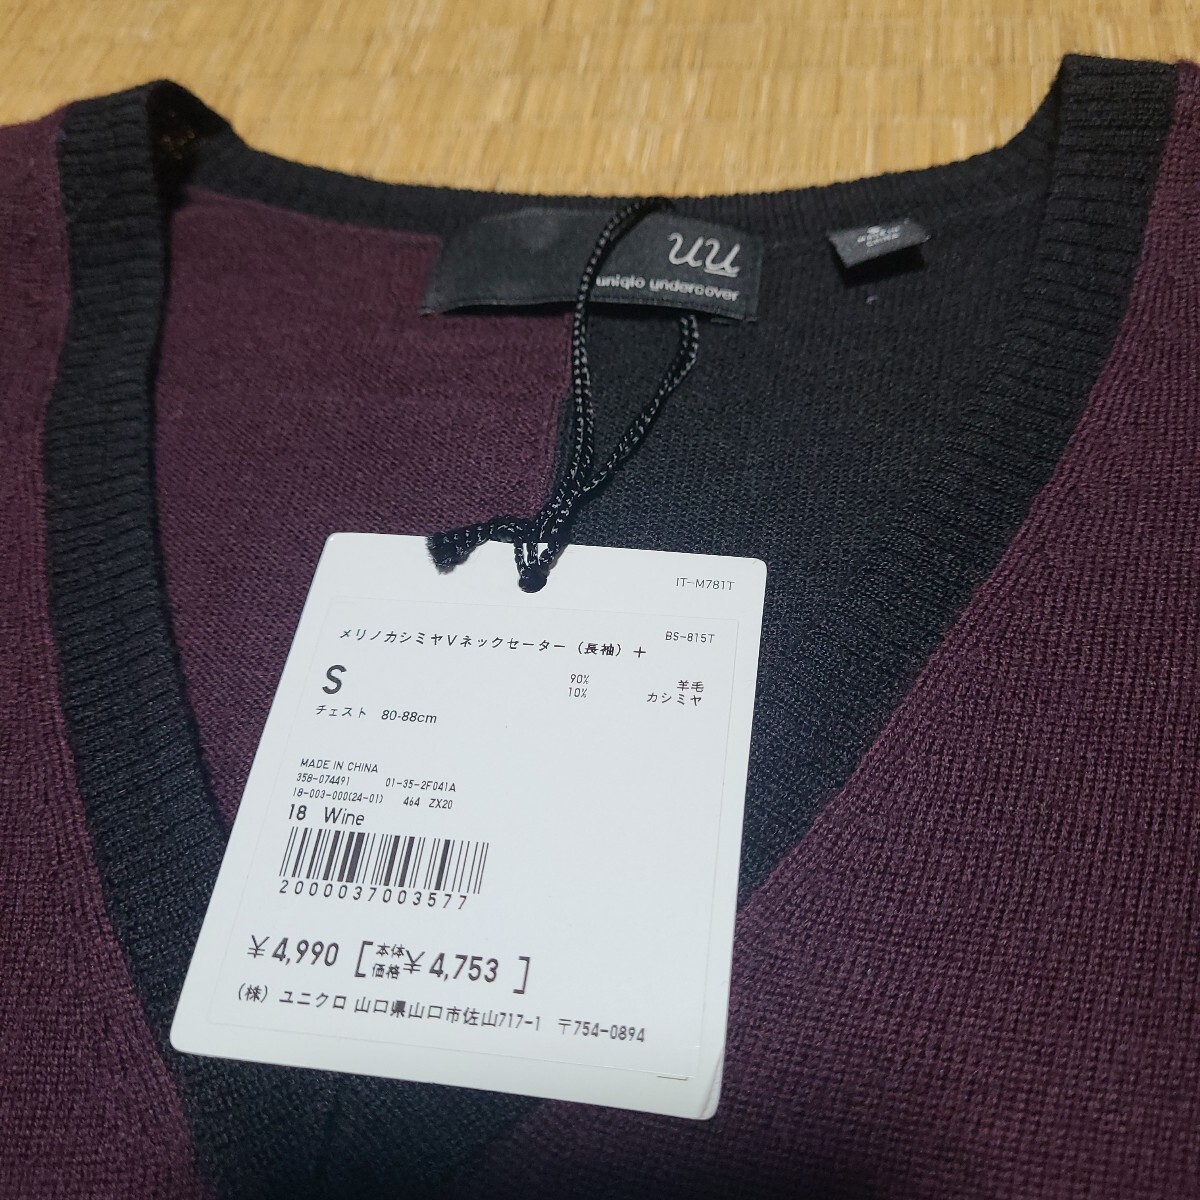 uu
uniqlo undercover
IT-M781T
BS-815T
メリノカシミヤVネックセーター（長袖）＋
S
90% 羊毛
10% カシミヤ
チェスト 80-88cm
MADE IN CHINA
358-074491 01-35-2F041A
18-003-000(24-01) 464 ZX20
18 Wine
2000037003577
¥4,990 [本体価格¥4,753]
（株）ユニクロ 山口県山口市佐山717-1 〒754-0894